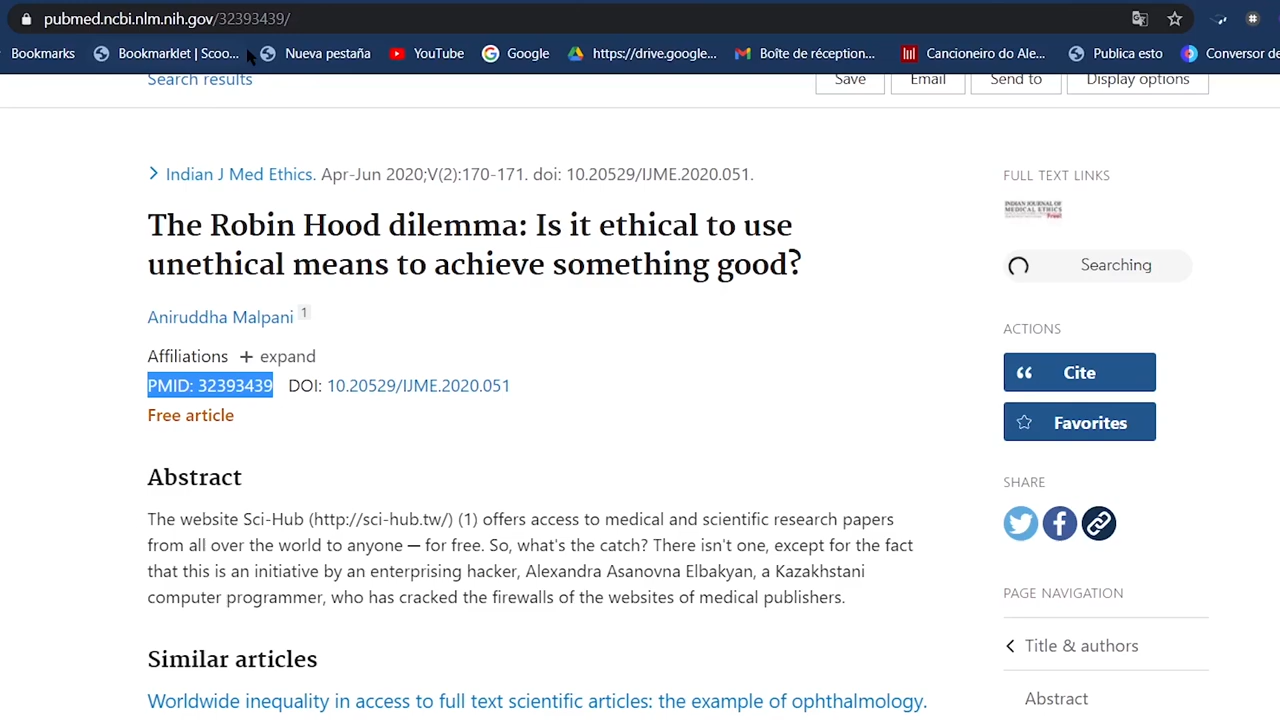 pubmed.ncbi.nlm.nih.gov/32393439/
Bookmarks Bookmarklet | Scoo... Nueva pestaña YouTube Google https://drive.google... Boîte de réception... Cancioneiro do Ale... Publica esto Conversor de
Search results Save Email Send to Display options
Indian J Med Ethics. Apr-Jun 2020;V(2):170-171. doi: 10.20529/IJME.2020.051.
The Robin Hood dilemma: Is it ethical to use
unethical means to achieve something good?
Aniruddha Malpani 1
Affiliations + expand
PMID: 32393439 DOI: 10.20529/IJME.2020.051
Free article
Abstract
The website Sci-Hub (http://sci-hub.tw/) (1) offers access to medical and scientific research papers
from all over the world to anyone — for free. So, what's the catch? There isn't one, except for the fact
that this is an initiative by an enterprising hacker, Alexandra Asanovna Elbakyan, a Kazakhstani
computer programmer, who has cracked the firewalls of the websites of medical publishers.
Similar articles
Worldwide inequality in access to full text scientific articles: the example of ophthalmology.
FULL TEXT LINKS
INDIAN JOURNAL OF
MEDICAL ETHICS
Free!
Searching
ACTIONS
Cite
Favorites
SHARE
PAGE NAVIGATION
Title & authors
Abstract